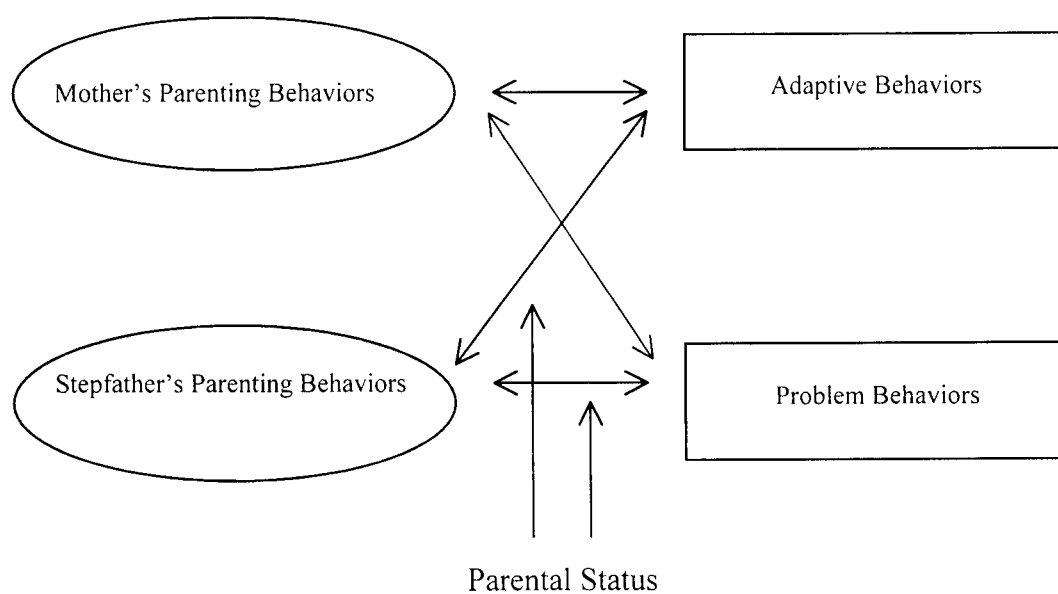 Mother's Parenting Behaviors
Adaptive Behaviors
Stepfather's Parenting Behaviors
Problem Behaviors
Parental Status